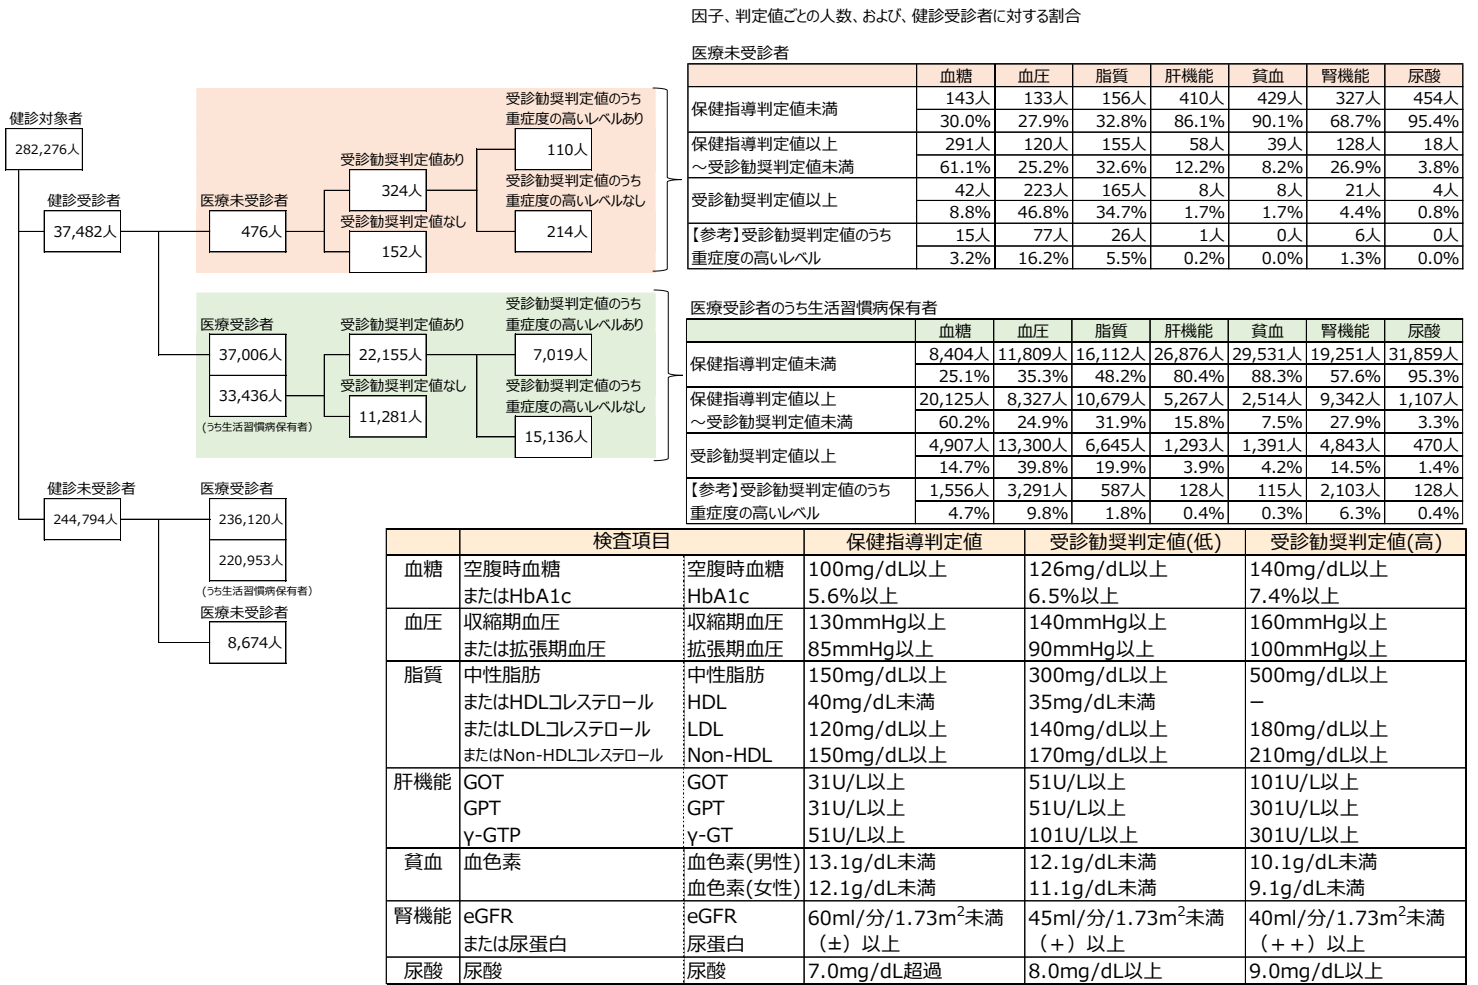 因子、判定値ごとの人数、および、健診受診者に対する割合
健診対象者
282,276人
健診受診者
37,482人
医療未受診者
476人
受診勧奨判定値あり
324人
受診勧奨判定値なし
152人
受診勧奨判定値のうち
重症度の高いレベルあり
110人
受診勧奨判定値のうち
重症度の高いレベルなし
214人
医療受診者
37,006人
33,436人
(うち生活習慣病保有者)
受診勧奨判定値あり
22,155人
受診勧奨判定値なし
11,281人
受診勧奨判定値のうち
重症度の高いレベルあり
7,019人
受診勧奨判定値のうち
重症度の高いレベルなし
15,136人
健診未受診者
244,794人
医療受診者
236,120人
220,953人
(うち生活習慣病保有者)
医療未受診者
8,674人
医療未受診者
血糖 血圧 脂質 肝機能 貧血 腎機能 尿酸
保健指導判定値未満
143人 133人 156人 410人 429人 327人 454人
30.0% 27.9% 32.8% 86.1% 90.1% 68.7% 95.4%
保健指導判定値以上 291人 120人 155人 58人 39人 128人 18人
～受診勧奨判定値未満 61.1% 25.2% 32.6% 12.2% 8.2% 26.9% 3.8%
受診勧奨判定値以上
42人 223人 165人 8人 8人 21人 4人
8.8% 46.8% 34.7% 1.7% 1.7% 4.4% 0.8%
【参考】受診勧奨判定値のうち 15人 77人 26人 1人 0人 6人 0人
重症度の高いレベル 3.2% 16.2% 5.5% 0.2% 0.0% 1.3% 0.0%
医療受診者のうち生活習慣病保有者
血糖 血圧 脂質 肝機能 貧血 腎機能 尿酸
保健指導判定値未満
8,404人 11,809人 16,112人 26,876人 29,531人 19,251人 31,859人
25.1% 35.3% 48.2% 80.4% 88.3% 57.6% 95.3%
保健指導判定値以上 20,125人 8,327人 10,679人 5,267人 2,514人 9,342人 1,107人
～受診勧奨判定値未満 60.2% 24.9% 31.9% 15.8% 7.5% 27.9% 3.3%
受診勧奨判定値以上
4,907人 13,300人 6,645人 1,293人 1,391人 4,843人 470人
14.7% 39.8% 19.9% 3.9% 4.2% 14.5% 1.4%
【参考】受診勧奨判定値のうち 1,556人 3,291人 587人 128人 115人 2,103人 128人
重症度の高いレベル 4.7% 9.8% 1.8% 0.4% 0.3% 6.3% 0.4%
検査項目 保健指導判定値 受診勧奨判定値(低) 受診勧奨判定値(高)
血糖 空腹時血糖 空腹時血糖 100mg/dL以上 126mg/dL以上 140mg/dL以上
またはHbA1c HbA1c 5.6%以上 6.5%以上 7.4%以上
血圧 収縮期血圧 収縮期血圧 130mmHg以上 140mmHg以上 160mmHg以上
または拡張期血圧 拡張期血圧 85mmHg以上 90mmHg以上 100mmHg以上
脂質 中性脂肪 中性脂肪 150mg/dL以上 300mg/dL以上 500mg/dL以上
またはHDLコレステロール HDL 40mg/dL未満 35mg/dL未満 －
またはLDLコレステロール LDL 120mg/dL以上 140mg/dL以上 180mg/dL以上
またはNon-HDLコレステロール Non-HDL 150mg/dL以上 170mg/dL以上 210mg/dL以上
肝機能 GOT GOT 31U/L以上 51U/L以上 101U/L以上
GPT GPT 31U/L以上 51U/L以上 301U/L以上
γ-GTP γ-GT 51U/L以上 101U/L以上 301U/L以上
貧血 血色素 血色素(男性) 13.1g/dL未満 12.1g/dL未満 10.1g/dL未満
血色素(女性) 12.1g/dL未満 11.1g/dL未満 9.1g/dL未満
腎機能 eGFR eGFR 60ml/分/1.73m²未満 45ml/分/1.73m²未満 40ml/分/1.73m²未満
または尿蛋白 尿蛋白 （±）以上 （+）以上 （++）以上
尿酸 尿酸 尿酸 7.0mg/dL超過 8.0mg/dL以上 9.0mg/dL以上